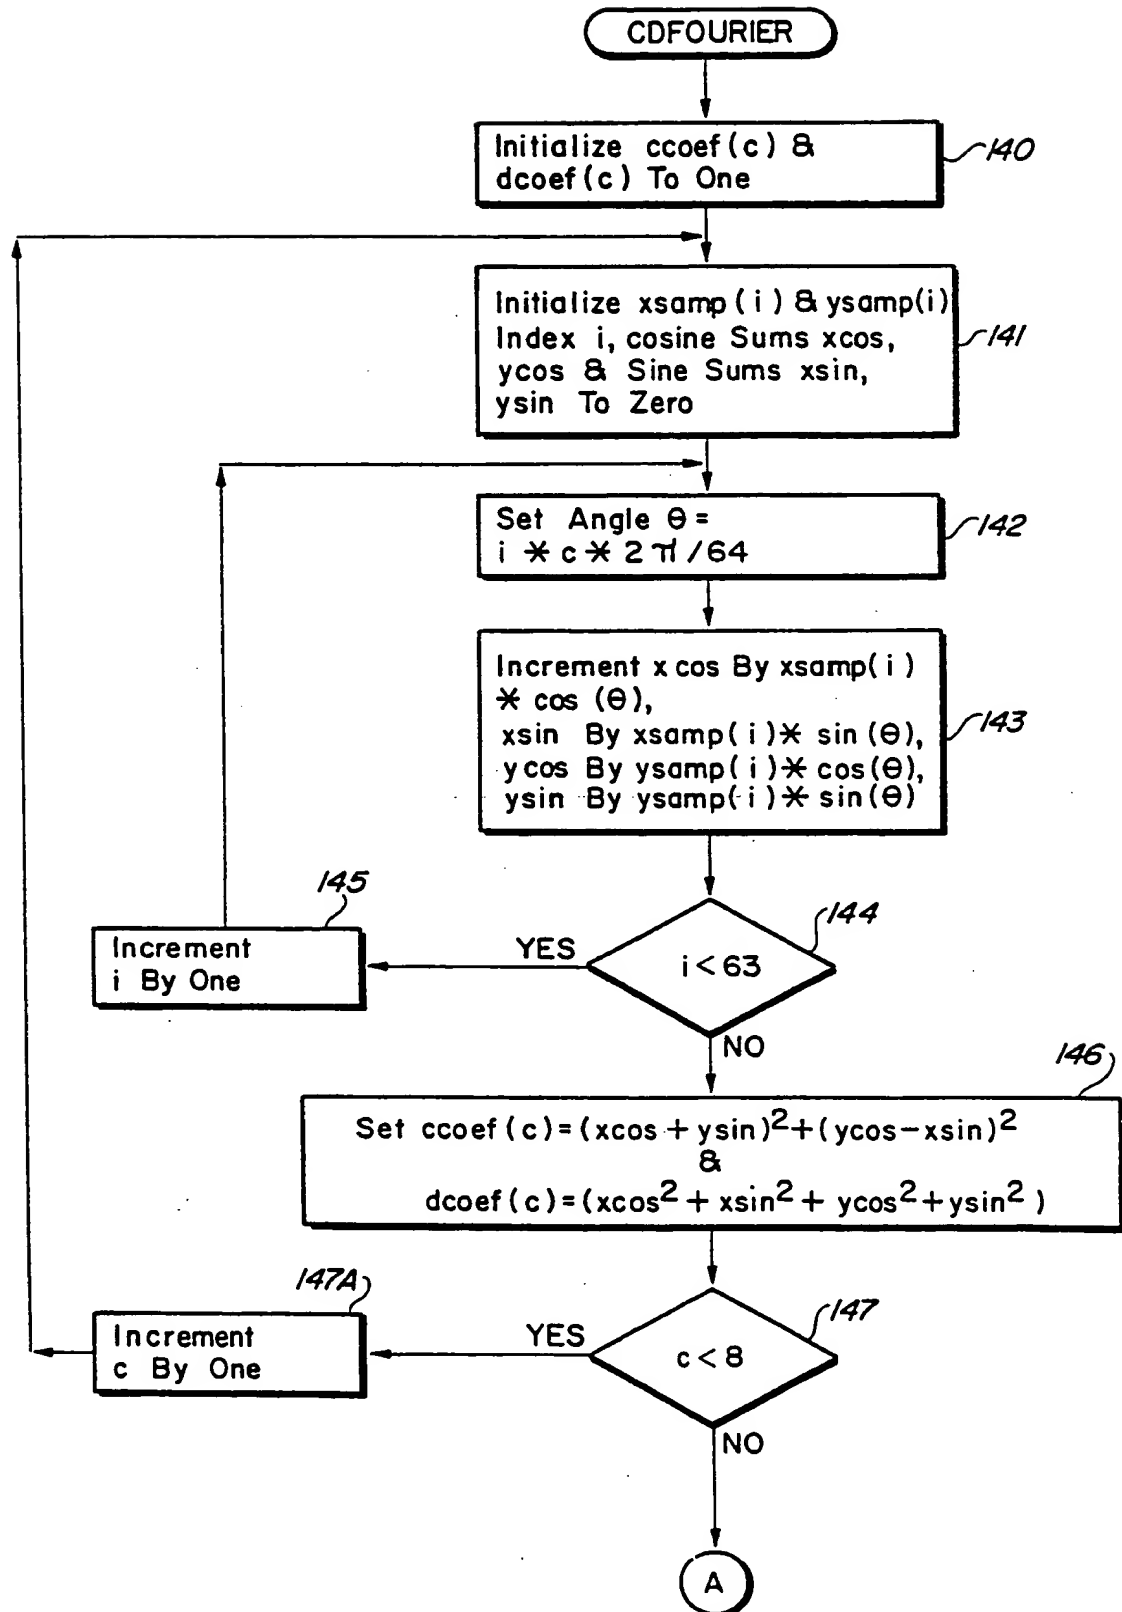 CDFOURIER
Initialize ccoef(c) &
dcoef(c) To One
140
Initialize xsamp(i) & ysamp(i)
Index i, cosine Sums xcos,
ycos & Sine Sums xsin,
ysin To Zero
141
Set Angle θ=
i * c * 2π/64
142
Increment xcos By xsamp(i)
* cos (θ),
xsin By xsamp(i)* sin(θ),
ycos By ysamp(i)* cos(θ),
ysin By ysamp(i)* sin(θ)
143
144
i<63
YES
NO
145
Increment
i By One
146
Set ccoef(c)=(xcos+ysin)²+(ycos-xsin)²
&
dcoef(c)=(xcos²+xsin²+ycos²+ysin²)
147
c<8
YES
NO
147A
Increment
c By One
A